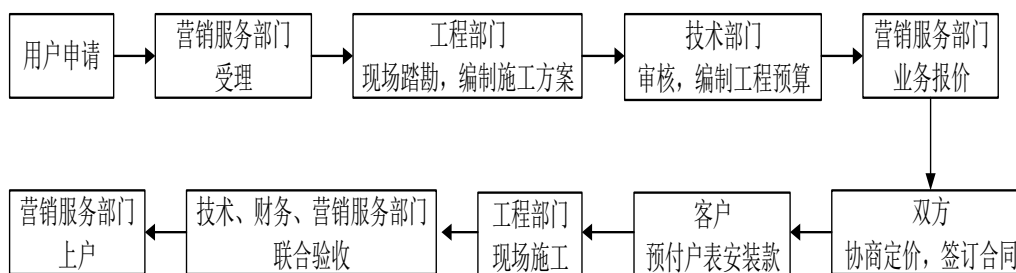 用户申请
营销服务部门
受理
工程部门
现场踏勘，编制施工方案
技术部门
审核，编制工程预算
营销服务部门
业务报价
双方
协商定价，签订合同
客户
预付户表安装款
工程部门
现场施工
技术、财务、营销服务部门
联合验收
营销服务部门
上户